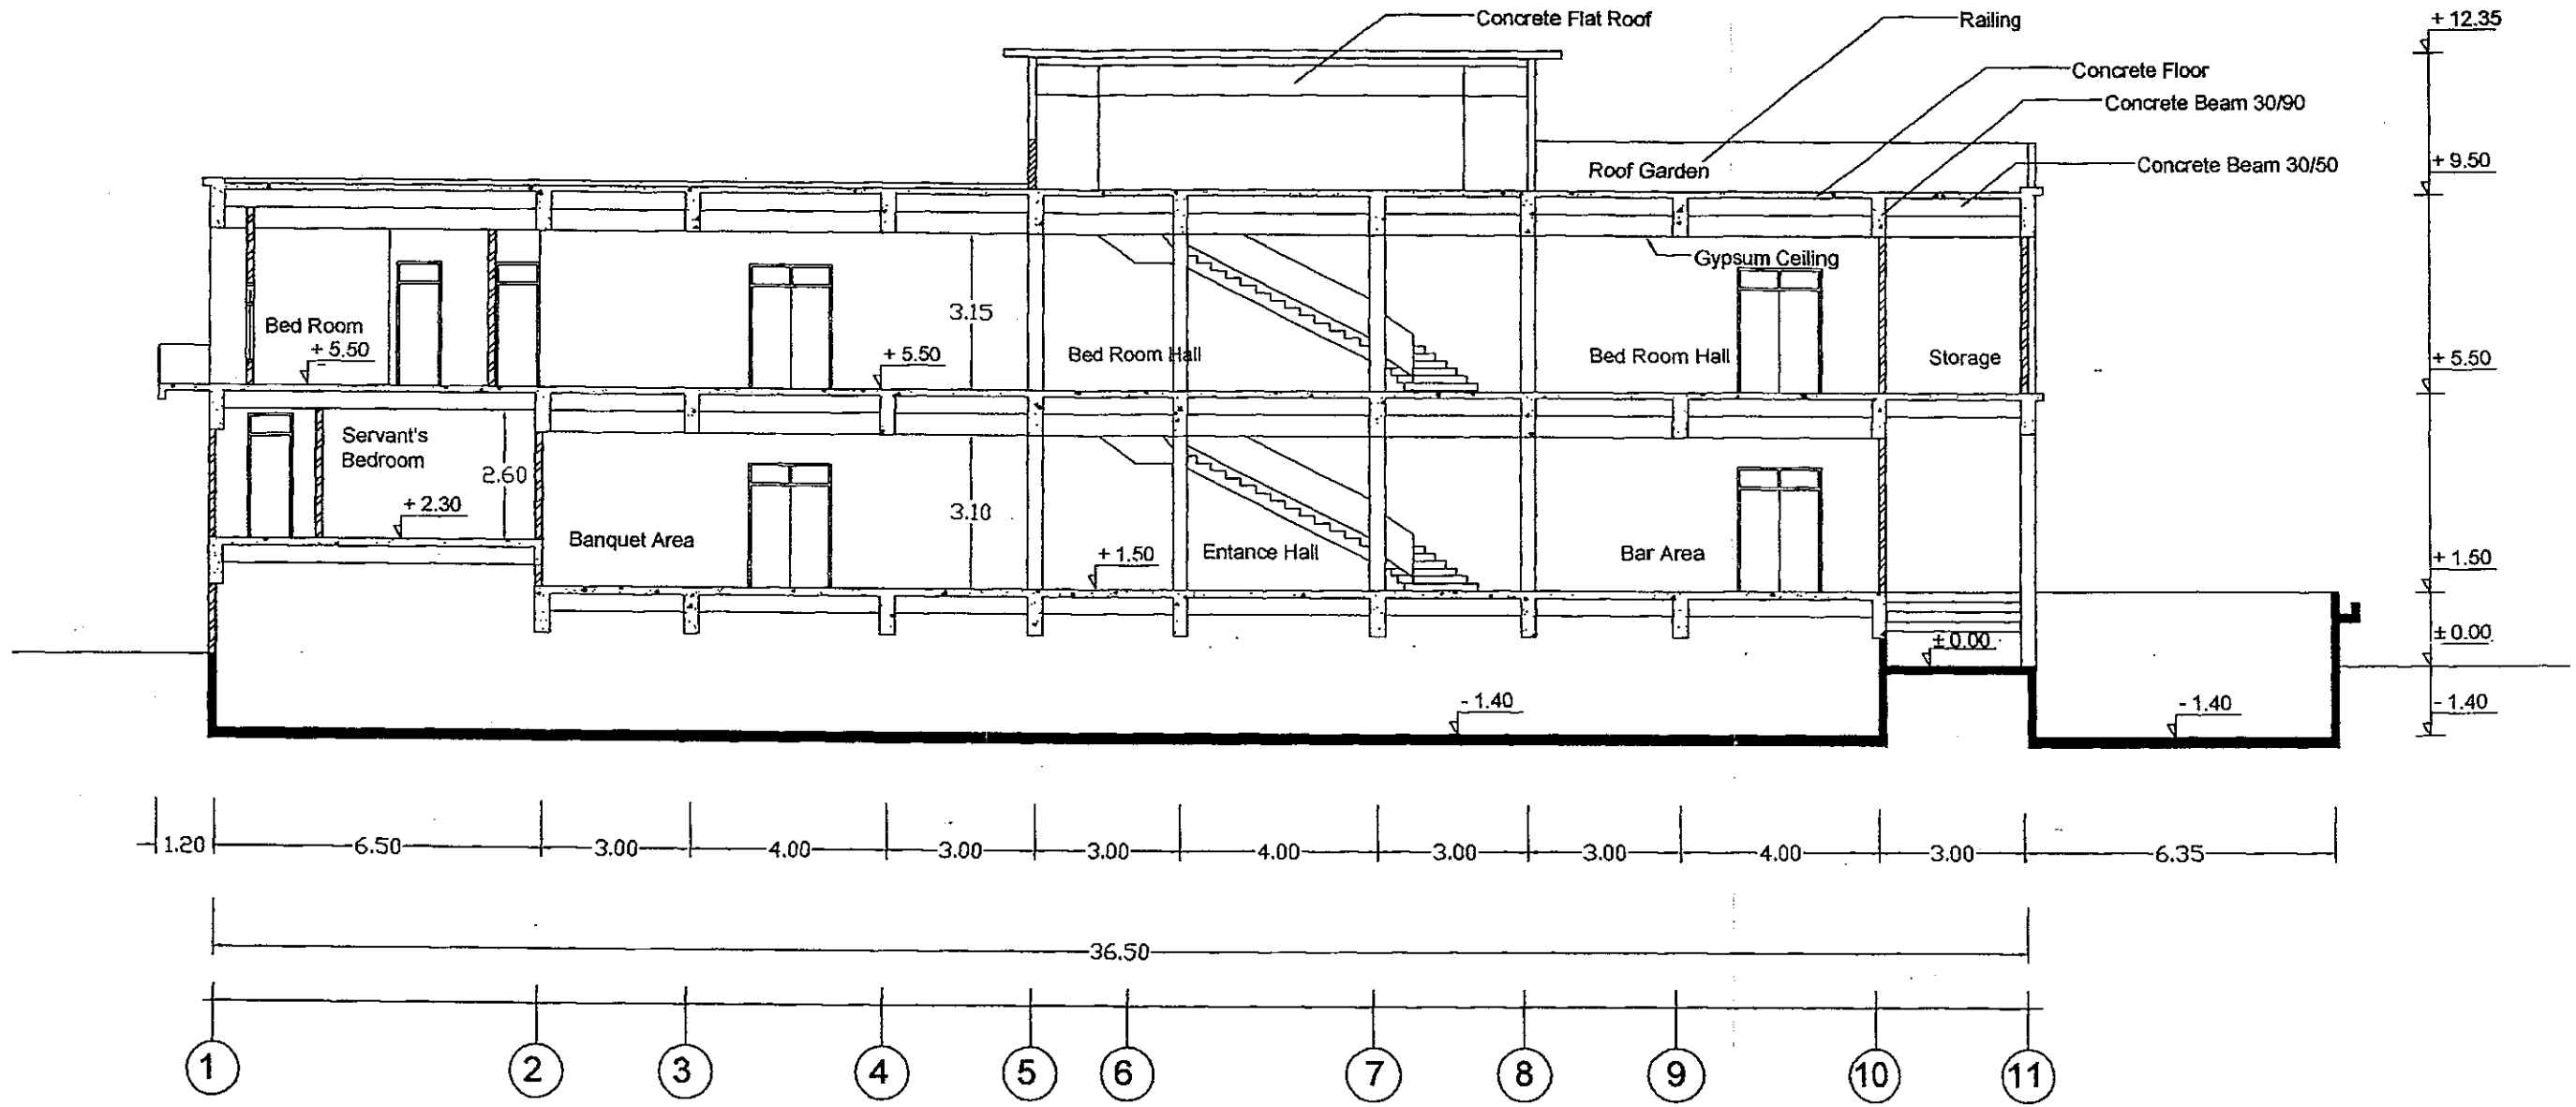 Concrete Flat Roof
Railing
+ 12.35
Concrete Floor
Concrete Beam 30/90
Concrete Beam 30/50
+ 9.50
Roof Garden
Gypsum Ceiling
Bed Room
+ 5.50
3.15
+ 5.50
Bed Room Hall
Bed Room Hall
Storage
+ 5.50
Servant's
Bedroom
2.60
+ 2.30
3.10
Banquet Area
+ 1.50
Entance Hall
Bar Area
+ 1.50
± 0.00
± 0.00
- 1.40
- 1.40
- 1.40
1.20
6.50
3.00
4.00
3.00
3.00
4.00
3.00
3.00
4.00
3.00
6.35
36.50
1
2
3
4
5
6
7
8
9
10
11